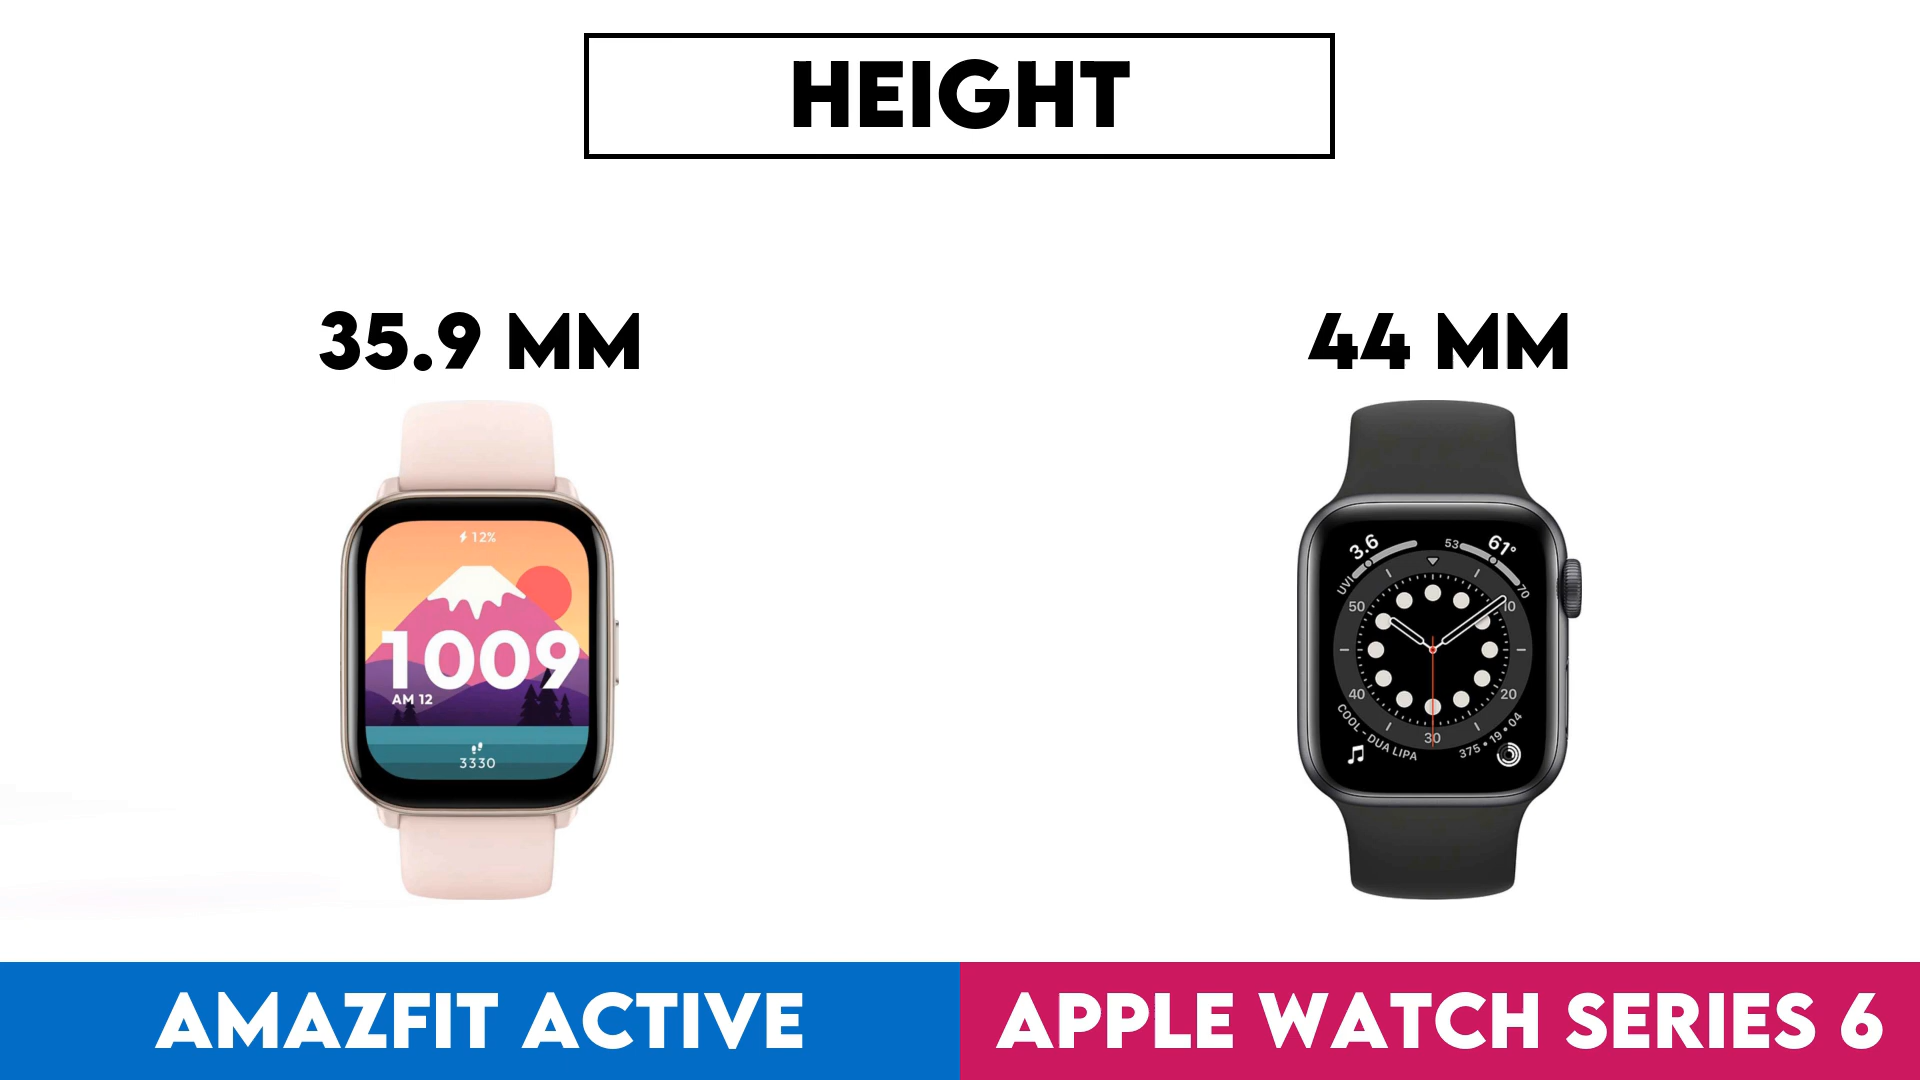 HEIGHT
35.9 MM
44 MM
12%
1009
AM 12
3330
3.6
53
61°
UVI
70
50
10
40
20
30
COOL - DUA LIPA
375 • 19 • 04
AMAZFIT ACTIVE
APPLE WATCH SERIES 6